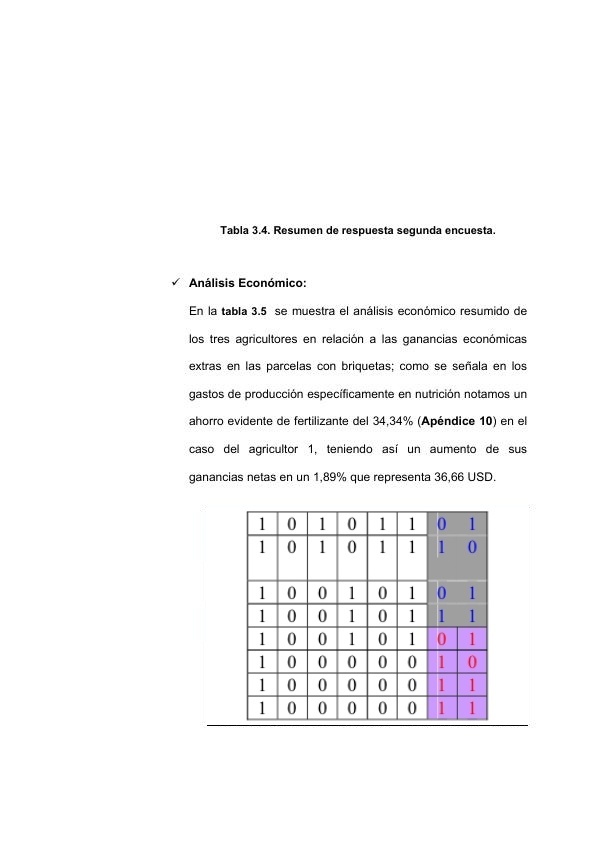 Tabla 3.4. Resumen de respuesta segunda encuesta.
✓ Análisis Económico:
En la tabla 3.5 se muestra el análisis económico resumido de
los tres agricultores en relación a las ganancias económicas
extras en las parcelas con briquetas; como se señala en los
gastos de producción específicamente en nutrición notamos un
ahorro evidente de fertilizante del 34,34% (Apéndice 10) en el
caso del agricultor 1, teniendo así un aumento de sus
ganancias netas en un 1,89% que representa 36,66 USD.
1 0 1 0 1 1 0 1
1 0 1 0 1 1 1 0
1 0 0 1 0 1 0 1
1 0 0 1 0 1 1 1
1 0 0 1 0 1 0 1
1 0 0 0 0 0 1 0
1 0 0 0 0 0 1 1
1 0 0 0 0 0 1 1